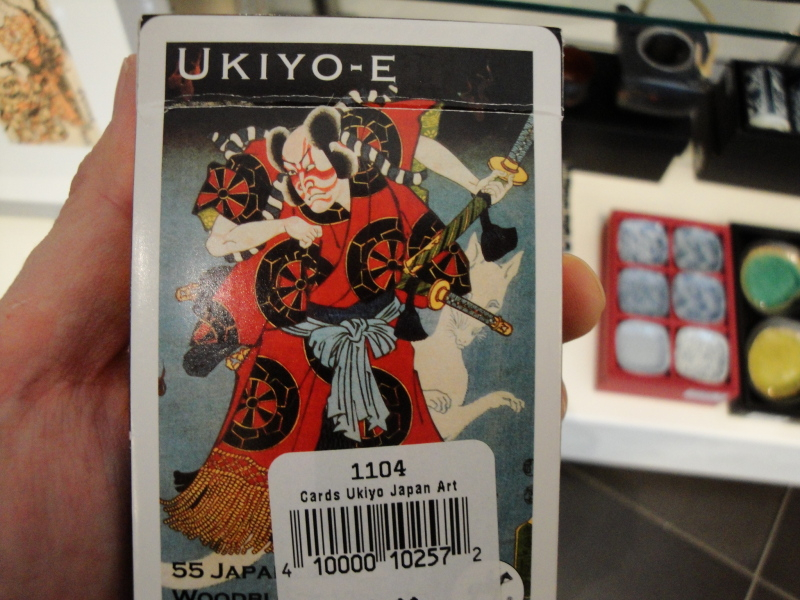 UKIYO-E
1104
Cards Ukiyo Japan Art
4 10000 10257 2
55 JAPA
WOODBL